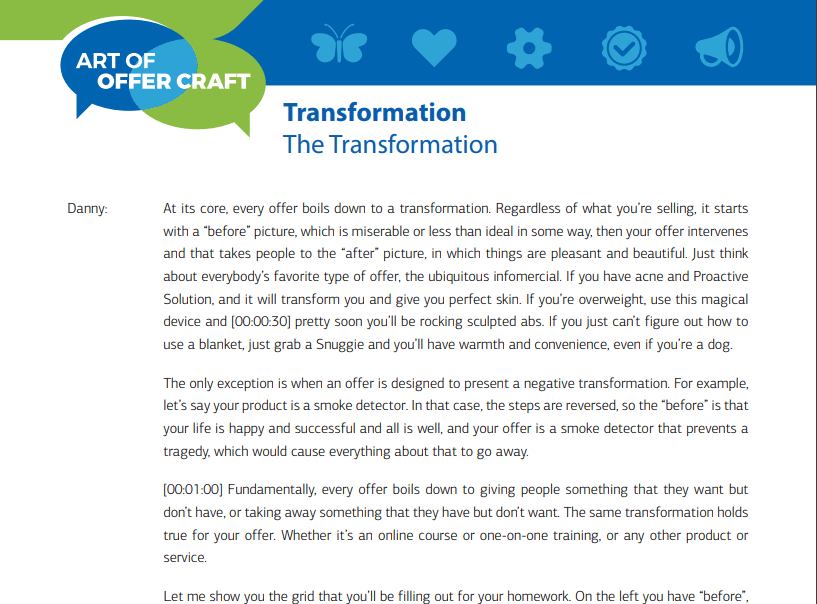 ART OF
OFFER CRAFT
Transformation
The Transformation
Danny: At its core, every offer boils down to a transformation. Regardless of what you’re selling, it starts
with a “before” picture, which is miserable or less than ideal in some way, then your offer intervenes
and that takes people to the “after” picture, in which things are pleasant and beautiful. Just think
about everybody’s favorite type of offer, the ubiquitous infomercial. If you have acne and Proactive
Solution, and it will transform you and give you perfect skin. If you’re overweight, use this magical
device and [00:00:30] pretty soon you’ll be rocking sculpted abs. If you just can’t figure out how to
use a blanket, just grab a Snuggie and you’ll have warmth and convenience, even if you’re a dog.
The only exception is when an offer is designed to present a negative transformation. For example,
let’s say your product is a smoke detector. In that case, the steps are reversed, so the “before” is that
your life is happy and successful and all is well, and your offer is a smoke detector that prevents a
tragedy, which would cause everything about that to go away.
[00:01:00] Fundamentally, every offer boils down to giving people something that they want but
don’t have, or taking away something that they have but don’t want. The same transformation holds
true for your offer. Whether it’s an online course or one-on-one training, or any other product or
service.
Let me show you the grid that you’ll be filling out for your homework. On the left you have “before”,